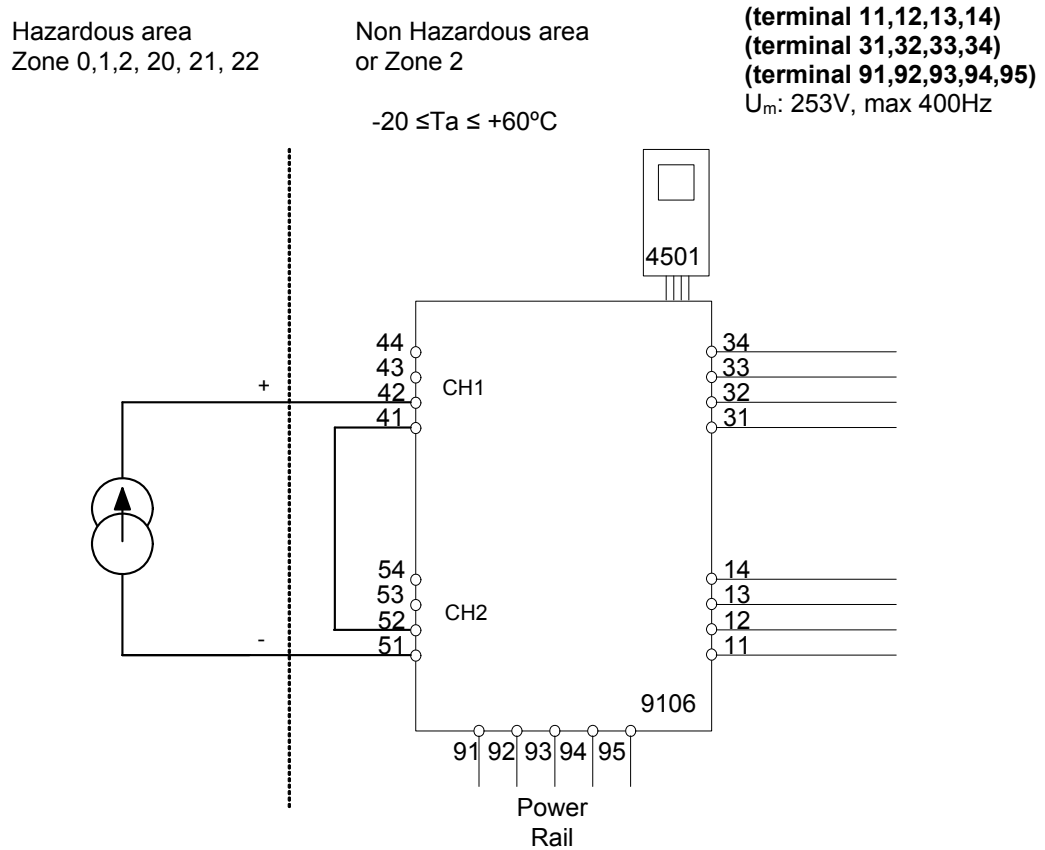 Hazardous area
Zone 0,1,2, 20, 21, 22
Non Hazardous area
or Zone 2
-20 ≤Ta ≤ +60ºC
(terminal 11,12,13,14)
(terminal 31,32,33,34)
(terminal 91,92,93,94,95)
Um: 253V, max 400Hz
4501
44
43
42
41
CH1
+
34
33
32
31
54
53
52
51
CH2
-
14
13
12
11
9106
91 92 93 94 95
Power
Rail